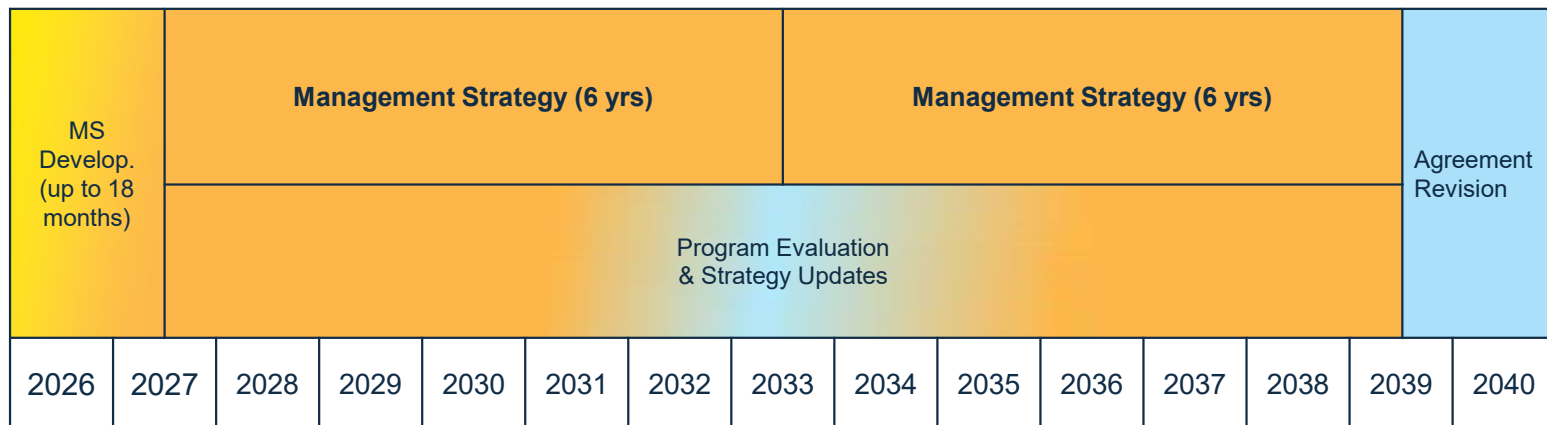 MS
Develop.
(up to 18
months)
Management Strategy (6 yrs)
Management Strategy (6 yrs)
Agreement
Revision
Program Evaluation
& Strategy Updates
2026 2027 2028 2029 2030 2031 2032 2033 2034 2035 2036 2037 2038 2039 2040